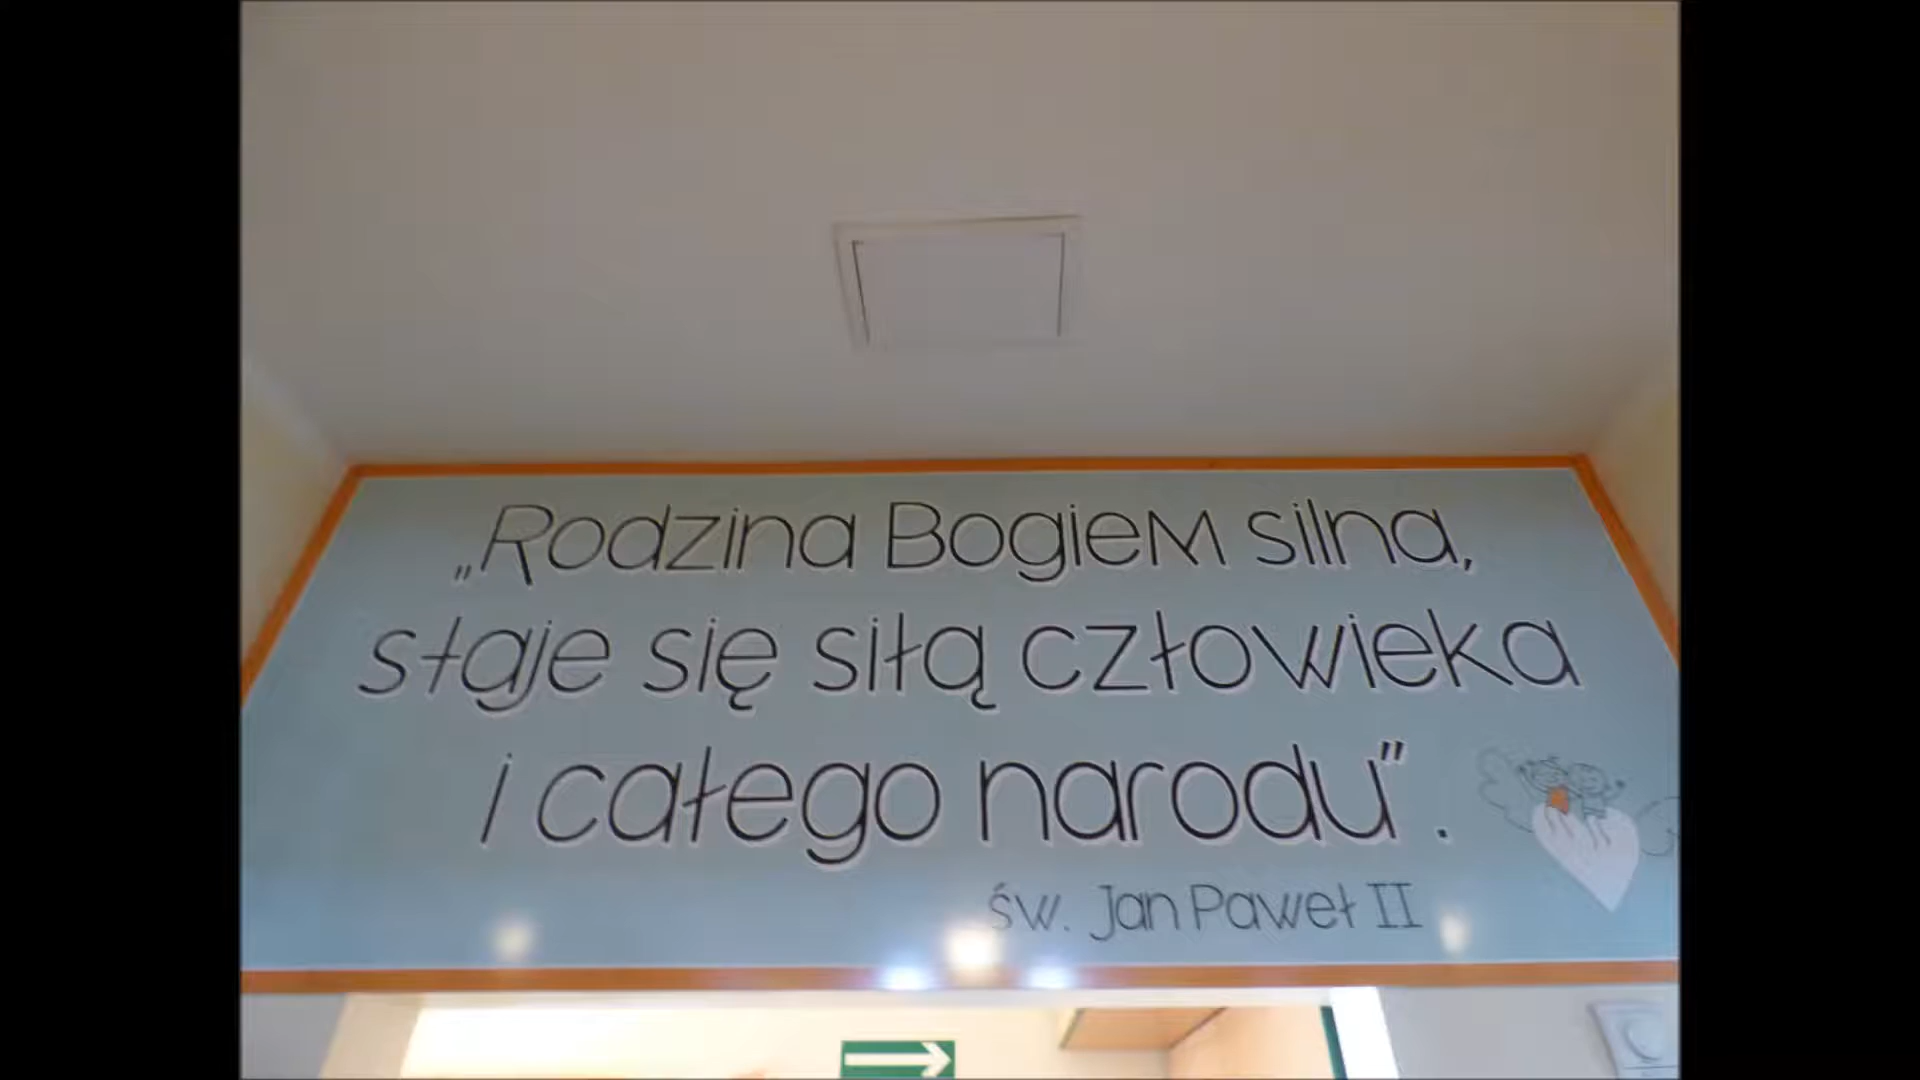 „Rodzina Bogiem silna,
staje się siłą człowieka
i całego narodu”.
św. Jan Paweł II